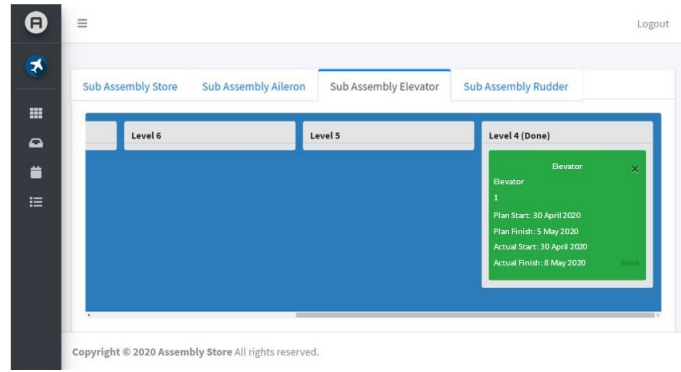 Logout
Sub Assembly Store
Sub Assembly Aileron
Sub Assembly Elevator
Sub Assembly Rudder
Level 6
Level 5
Level 4 (Done)
Elevator
Elevator
1
Plan Start: 30 April 2020
Plan Finish: 5 May 2020
Actual Start: 30 April 2020
Actual Finish: 8 May 2020
finish
Copyright © 2020 Assembly Store All rights reserved.